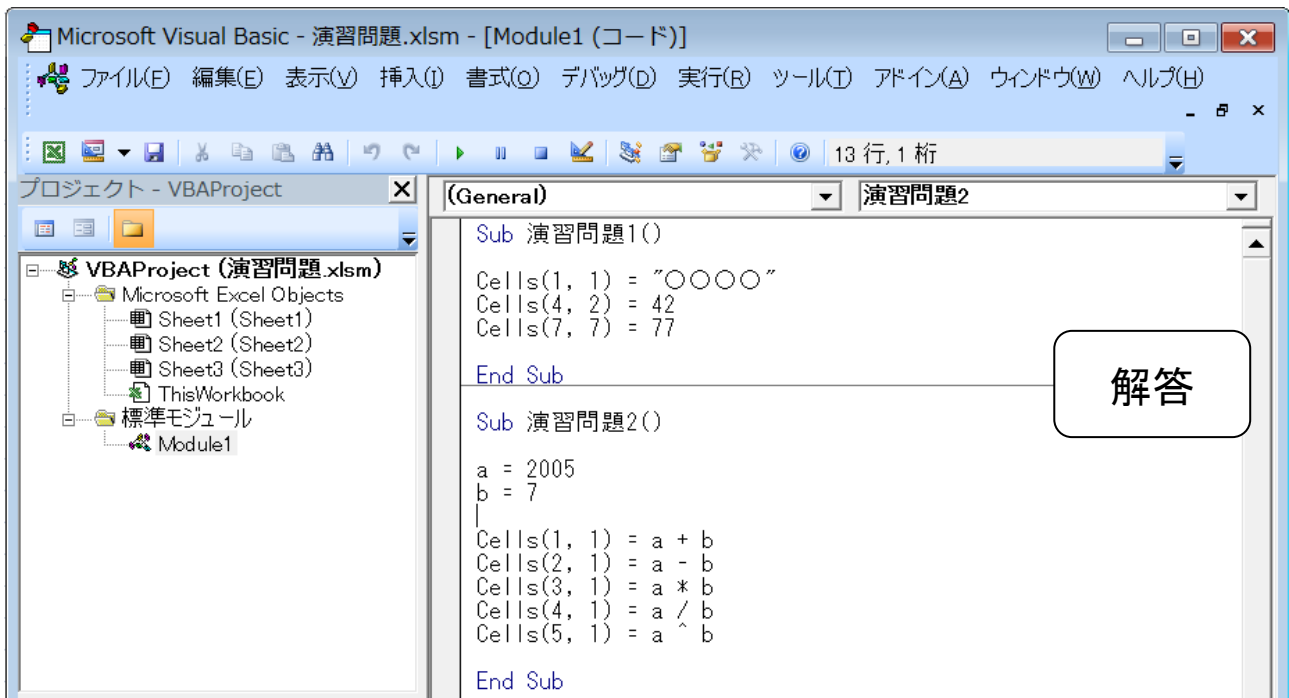 Microsoft Visual Basic - 演習問題.xlsm - [Module1 (コード)]
ファイル(F) 編集(E) 表示(V) 挿入(I) 書式(O) デバッグ(D) 実行(R) ツール(T) アドイン(A) ウィンドウ(W) ヘルプ(H)
13 行, 1 桁
プロジェクト - VBAProject
(General) 演習問題2
VBAProject (演習問題.xlsm)
Microsoft Excel Objects
Sheet1 (Sheet1)
Sheet2 (Sheet2)
Sheet3 (Sheet3)
ThisWorkbook
標準モジュール
Module1
Sub 演習問題1()
Cells(1, 1) = "○○○○"
Cells(4, 2) = 42
Cells(7, 7) = 77
End Sub
解答
Sub 演習問題2()
a = 2005
b = 7
Cells(1, 1) = a + b
Cells(2, 1) = a - b
Cells(3, 1) = a * b
Cells(4, 1) = a / b
Cells(5, 1) = a ^ b
End Sub